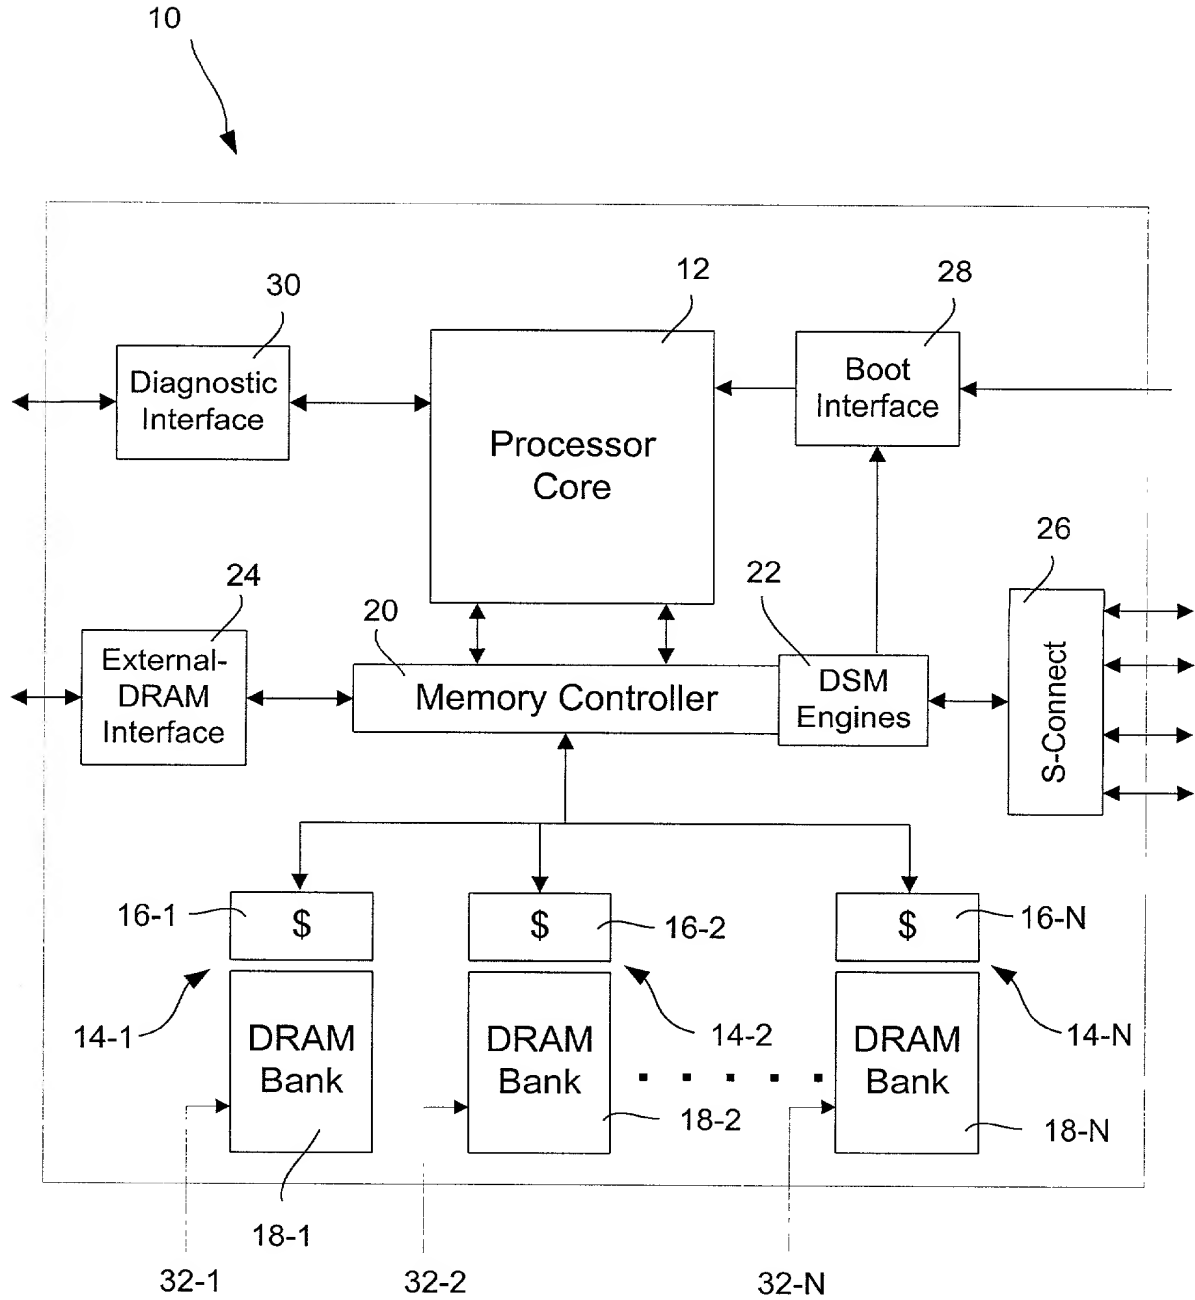 10
30
12
28
Diagnostic
Interface
Boot
Interface
Processor
Core
26
24
20
22
External-
DRAM
Interface
Memory Controller
DSM
Engines
S-Connect
16-1
$
$
16-2
$
16-N
14-1
DRAM
Bank
DRAM
Bank
14-2
DRAM
Bank
14-N
18-2
18-N
18-1
32-1
32-2
32-N